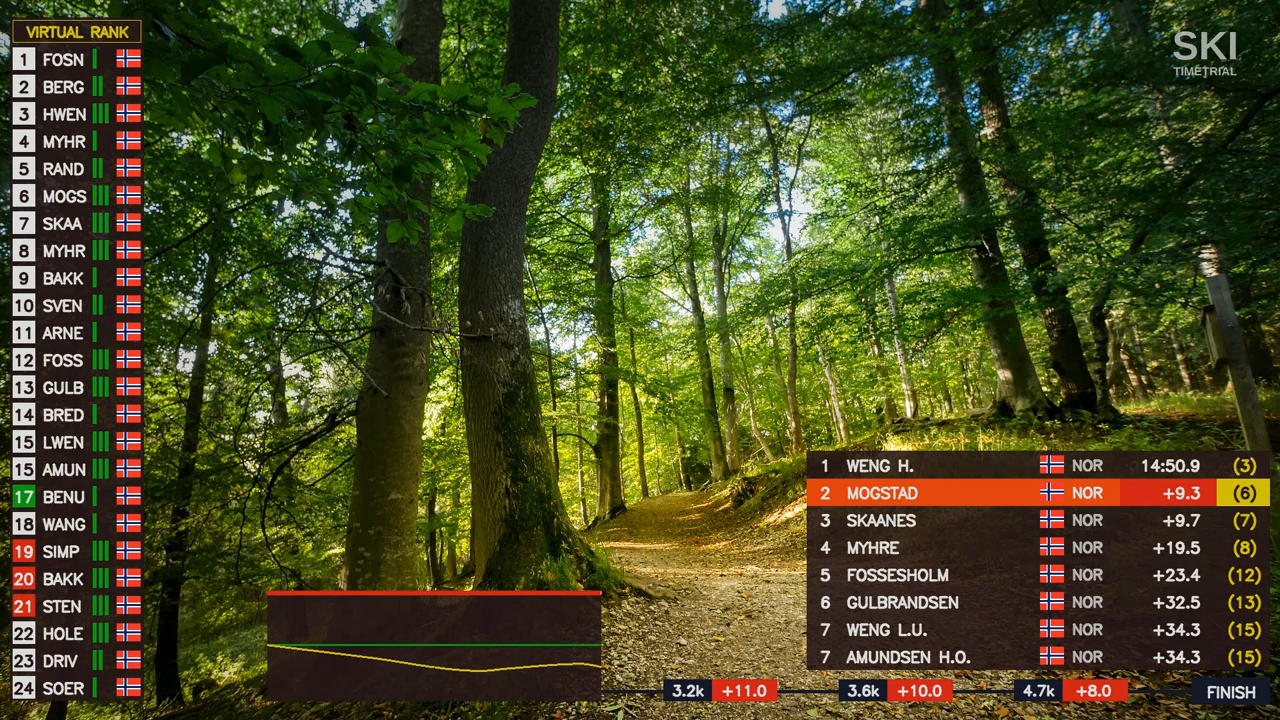 VIRTUAL RANK
1 FOSN
2 BERG
3 HWEN
4 MYHR
5 RAND
6 MOGS
7 SKAA
8 MYHR
9 BAKK
10 SVEN
11 ARNE
12 FOSS
13 GULB
14 BRED
15 LWEN
15 AMUN
17 BENU
18 WANG
19 SIMP
20 BAKK
21 STEN
22 HOLE
23 DRIV
24 SOER
SKI
TIMETRIAL
1 WENG H. NOR 14:50.9 (3)
2 MOGSTAD NOR +9.3 (6)
3 SKAANES NOR +9.7 (7)
4 MYHRE NOR +19.5 (8)
5 FOSSESHOLM NOR +23.4 (12)
6 GULBRANDSEN NOR +32.5 (13)
7 WENG L.U. NOR +34.3 (15)
7 AMUNDSEN H.O. NOR +34.3 (15)
3.2k +11.0 3.6k +10.0 4.7k +8.0 FINISH